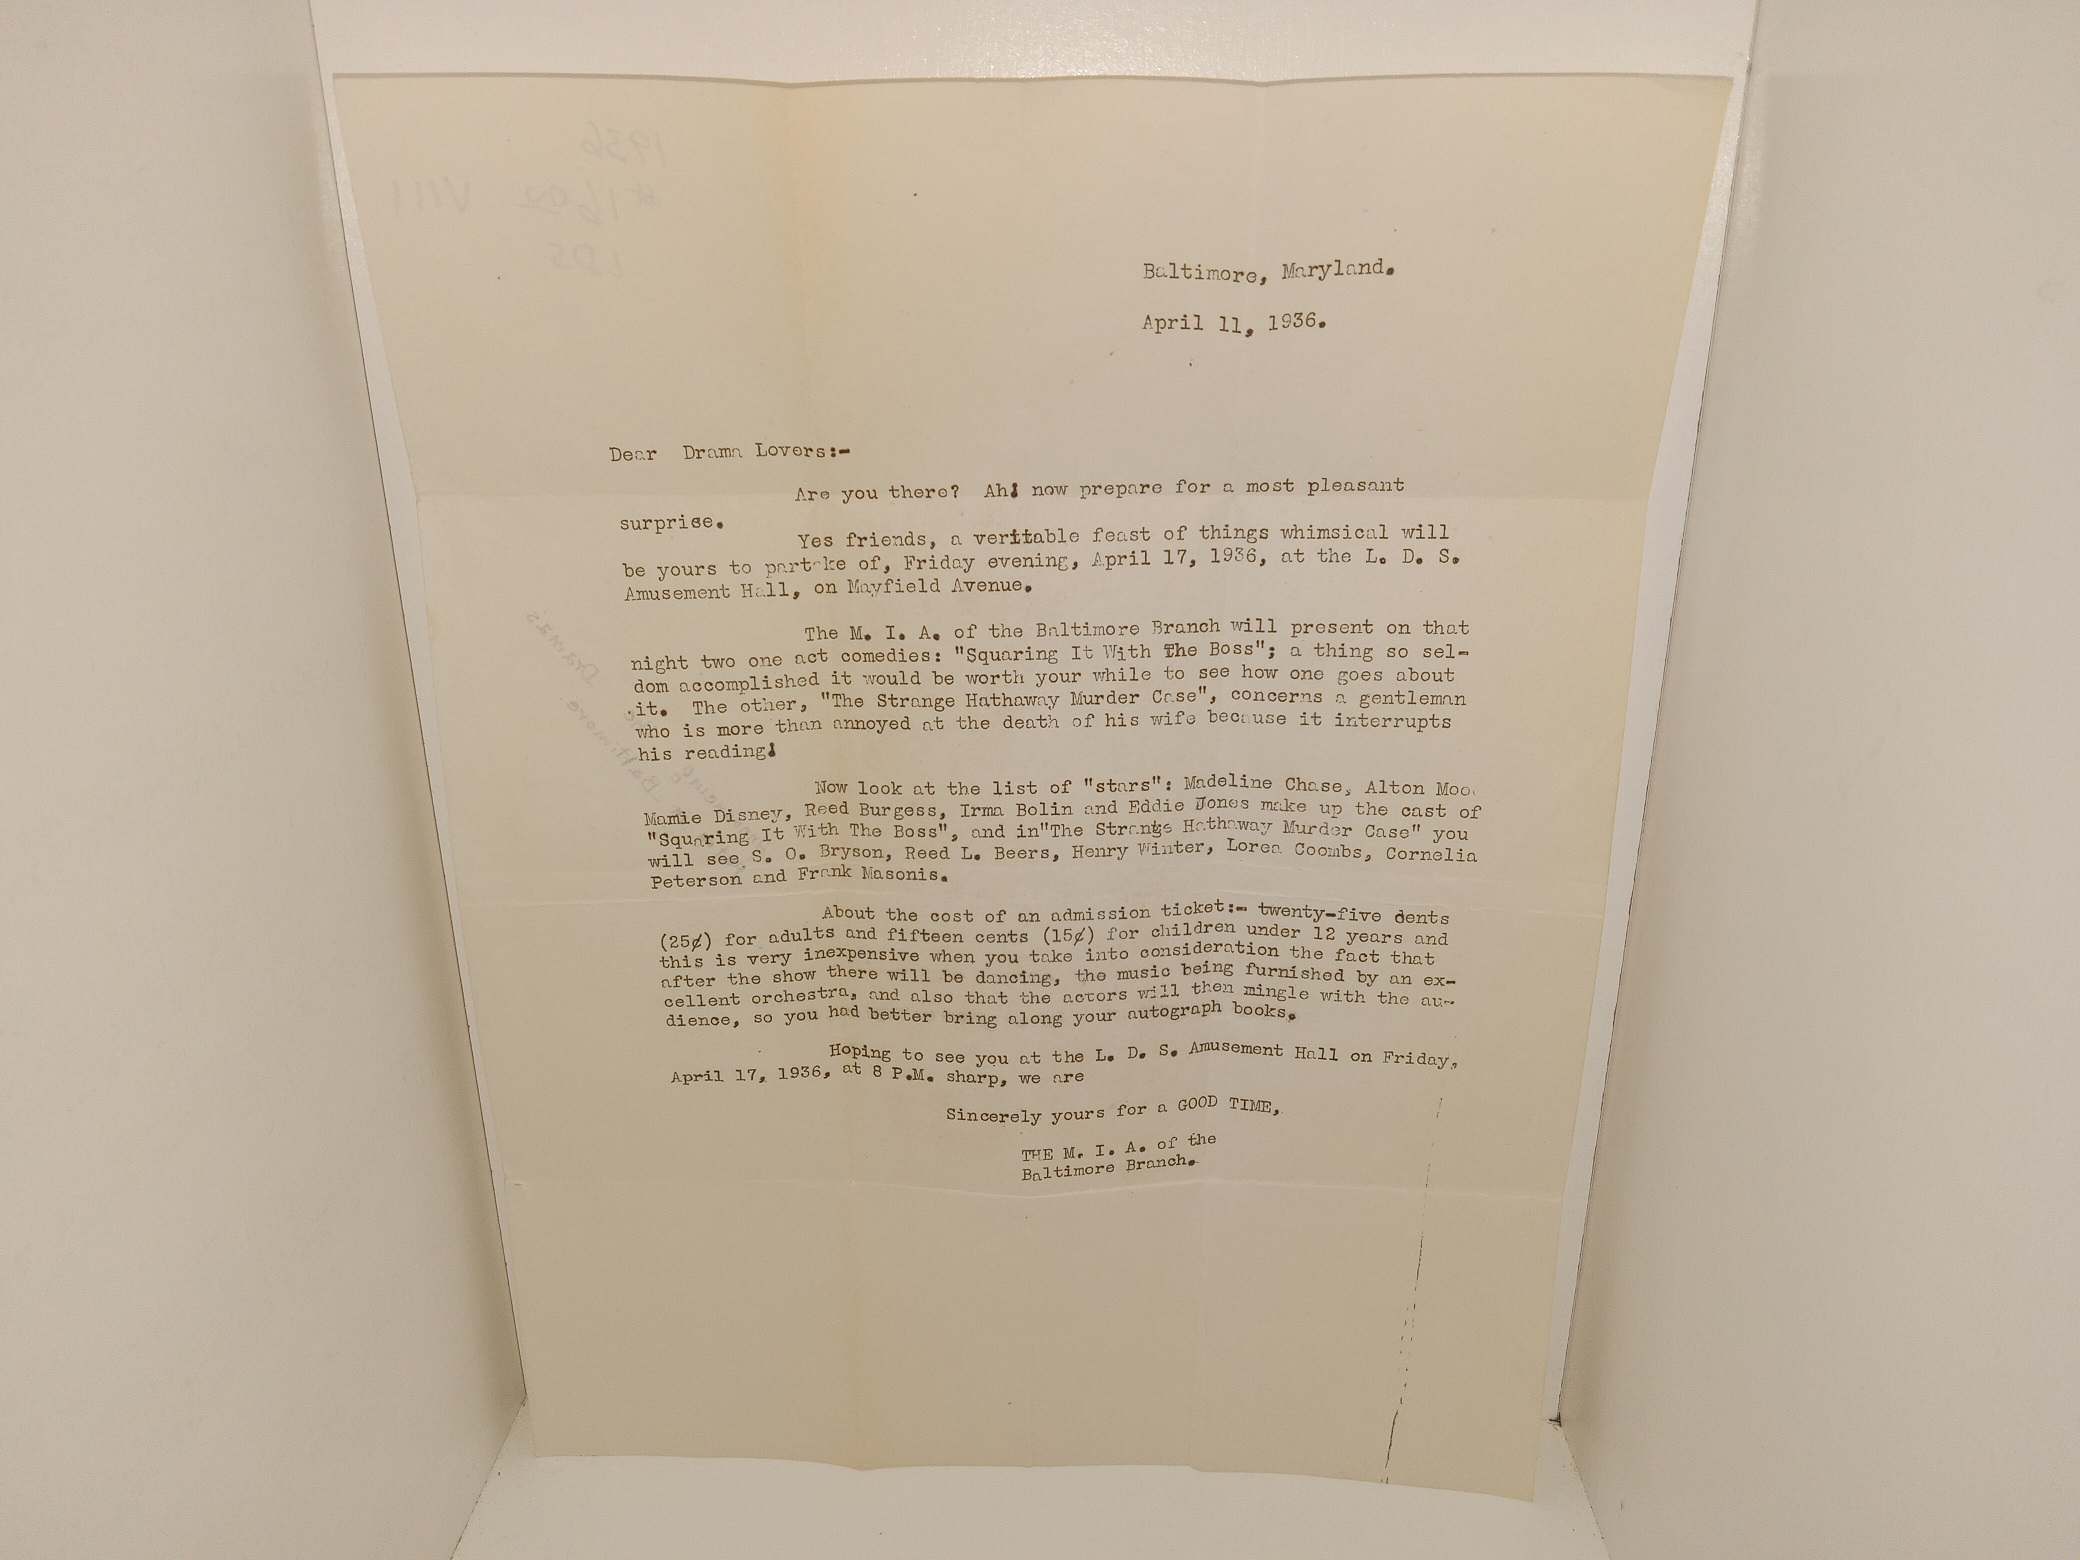 Baltimore, Maryland.
April 11, 1936.
Dear Drama Lovers:-
Are you there? Ah! now prepare for a most pleasant
surprise.
Yes friends, a veritable feast of things whimsical will
be yours to partake of, Friday evening, April 17, 1936, at the L. D. S.
Amusement Hall, on Mayfield Avenue.
The M. I. A. of the Baltimore Branch will present on that
night two one act comedies: "Squaring It With The Boss"; a thing so sel-
dom accomplished it would be worth your while to see how one goes about
it. The other, "The Strange Hathaway Murder Case", concerns a gentleman
who is more than annoyed at the death of his wife because it interrupts
his reading!
Now look at the list of "stars": Madeline Chase, Alton
Mamie Disney, Reed Burgess, Irma Bolin and Eddie Jones make up the cast of
"Squaring It With The Boss", and in"The Strange Hathaway Murder Case" you
will see S. O. Bryson, Reed L. Beers, Henry Winter, Lorea Coombs, Cornelia
Peterson and Frank Masonis.
About the cost of an admission ticket:- twenty-five dents
(25¢) for adults and fifteen cents (15¢) for children under 12 years and
this is very inexpensive when you take into consideration the fact that
after the show there will be dancing, the music being furnished by an ex-
cellent orchestra, and also that the actors will then mingle with the au-
dience, so you had better bring along your autograph books.
Hoping to see you at the L. D. S. Amusement Hall on Friday,
April 17, 1936, at 8 P.M. sharp, we are
Sincerely yours for a GOOD TIME,
THE M. I. A. of the
Baltimore Branch.
1936
#1602 VIII
LDS